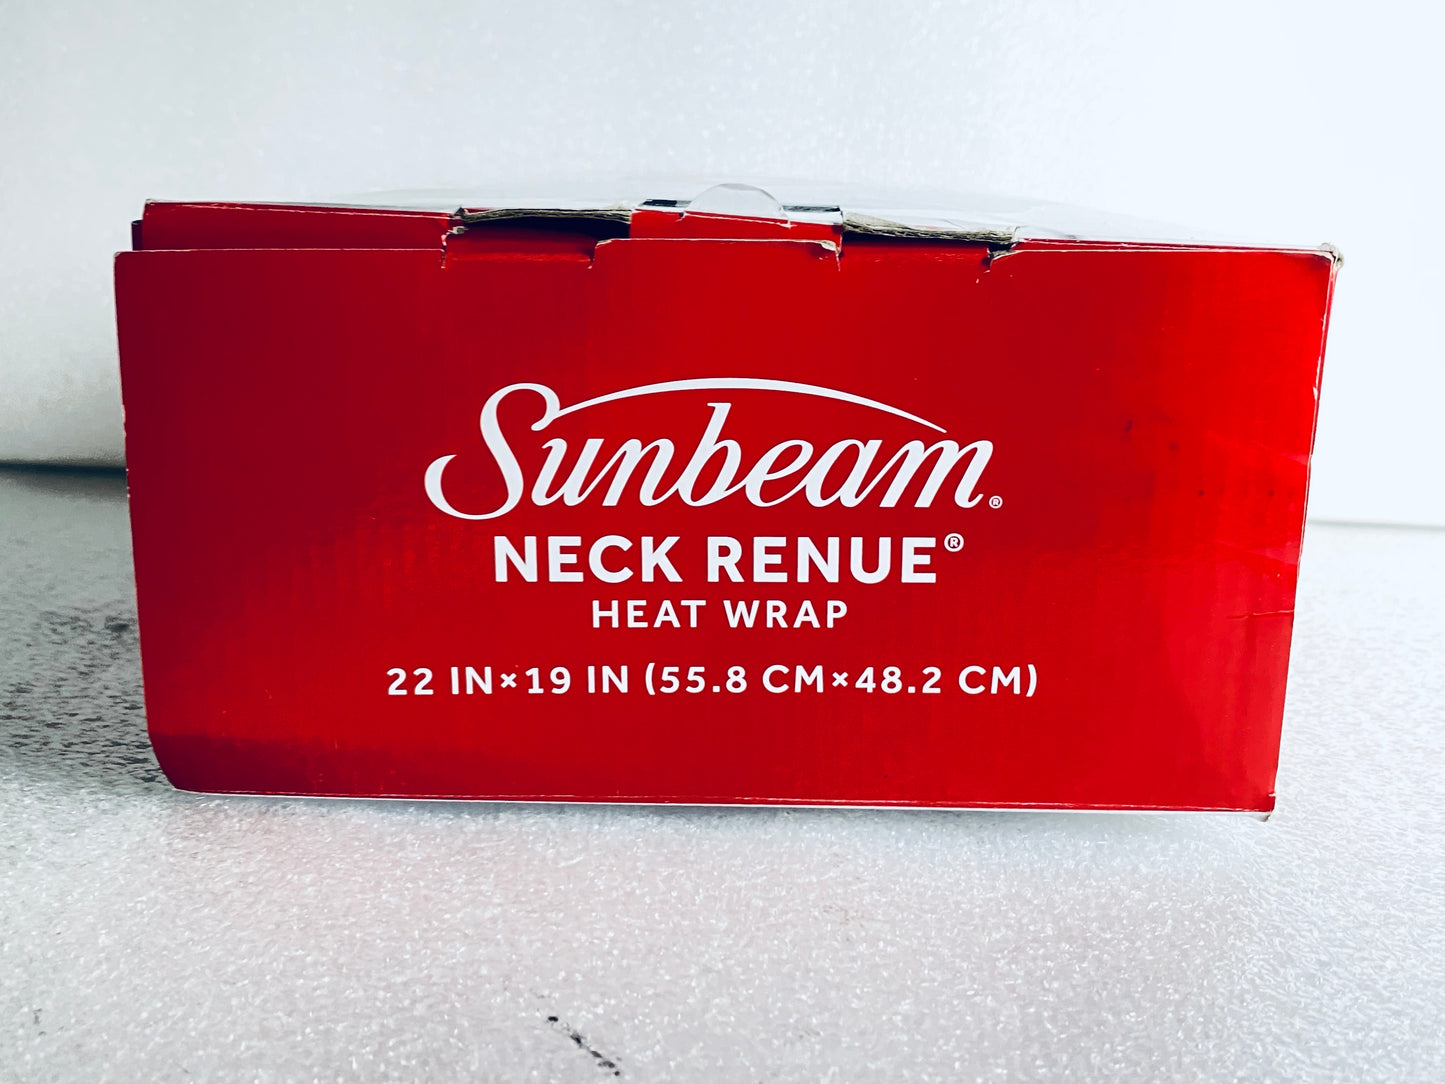 Sunbeam®
NECK RENUE®
HEAT WRAP
22 IN×19 IN (55.8 CM×48.2 CM)